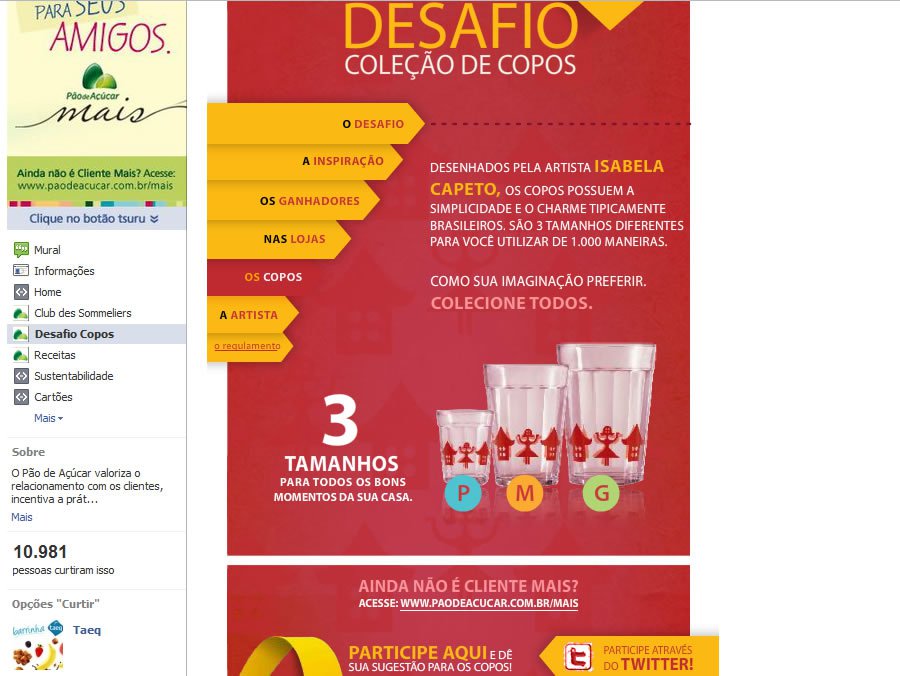 PARA SEUS
AMIGOS.
Pão de Açúcar
mais
Ainda não é Cliente Mais? Acesse:
www.paodeacucar.com.br/mais
Clique no botão tsuru
Mural
Informações
Home
Club des Sommeliers
Desafio Copos
Receitas
Sustentabilidade
Cartões
Mais
Sobre
O Pão de Açúcar valoriza o
relacionamento com os clientes,
incentiva a prát...
Mais
10.981
pessoas curtiram isso
Opções "Curtir"
barrinha taeq
Taeq
DESAFIO
COLEÇÃO DE COPOS
O DESAFIO
A INSPIRAÇÃO
OS GANHADORES
NAS LOJAS
OS COPOS
A ARTISTA
o regulamento
DESENHADOS PELA ARTISTA ISABELA
CAPETO, OS COPOS POSSUEM A
SIMPLICIDADE E O CHARME TIPICAMENTE
BRASILEIROS. SÃO 3 TAMANHOS DIFERENTES
PARA VOCÊ UTILIZAR DE 1.000 MANEIRAS.
COMO SUA IMAGINAÇÃO PREFERIR.
COLECIONE TODOS.
3
TAMANHOS
PARA TODOS OS BONS
MOMENTOS DA SUA CASA.
P M G
AINDA NÃO É CLIENTE MAIS?
ACESSE: WWW.PAODEACUCAR.COM.BR/MAIS
PARTICIPE AQUI E DÊ
SUA SUGESTÃO PARA OS COPOS!
t
PARTICIPE ATRAVÉS
DO TWITTER!